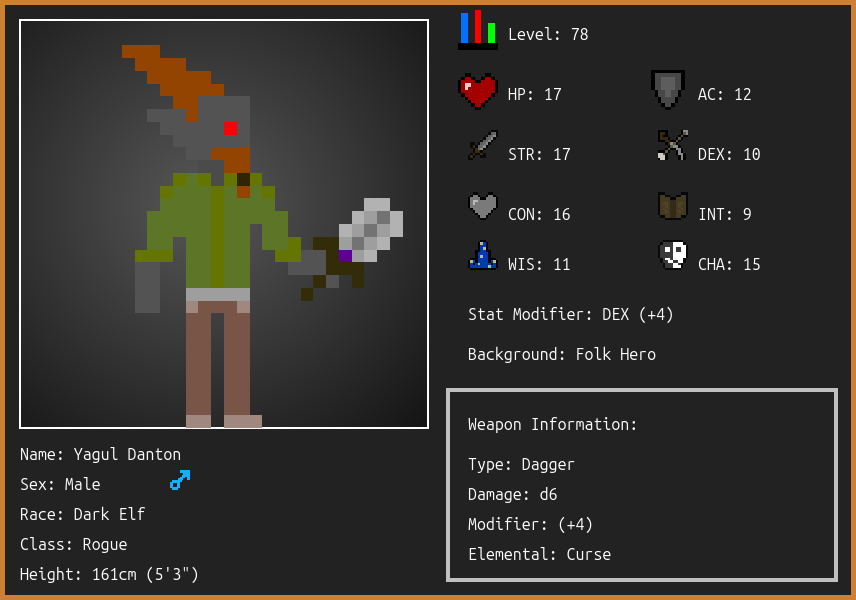 Level: 78
HP: 17
AC: 12
STR: 17
DEX: 10
CON: 16
INT: 9
WIS: 11
CHA: 15
Stat Modifier: DEX (+4)
Background: Folk Hero
Weapon Information:
Type: Dagger
Damage: d6
Modifier: (+4)
Elemental: Curse
Name: Yagul Danton
Sex: Male
Race: Dark Elf
Class: Rogue
Height: 161cm (5'3")